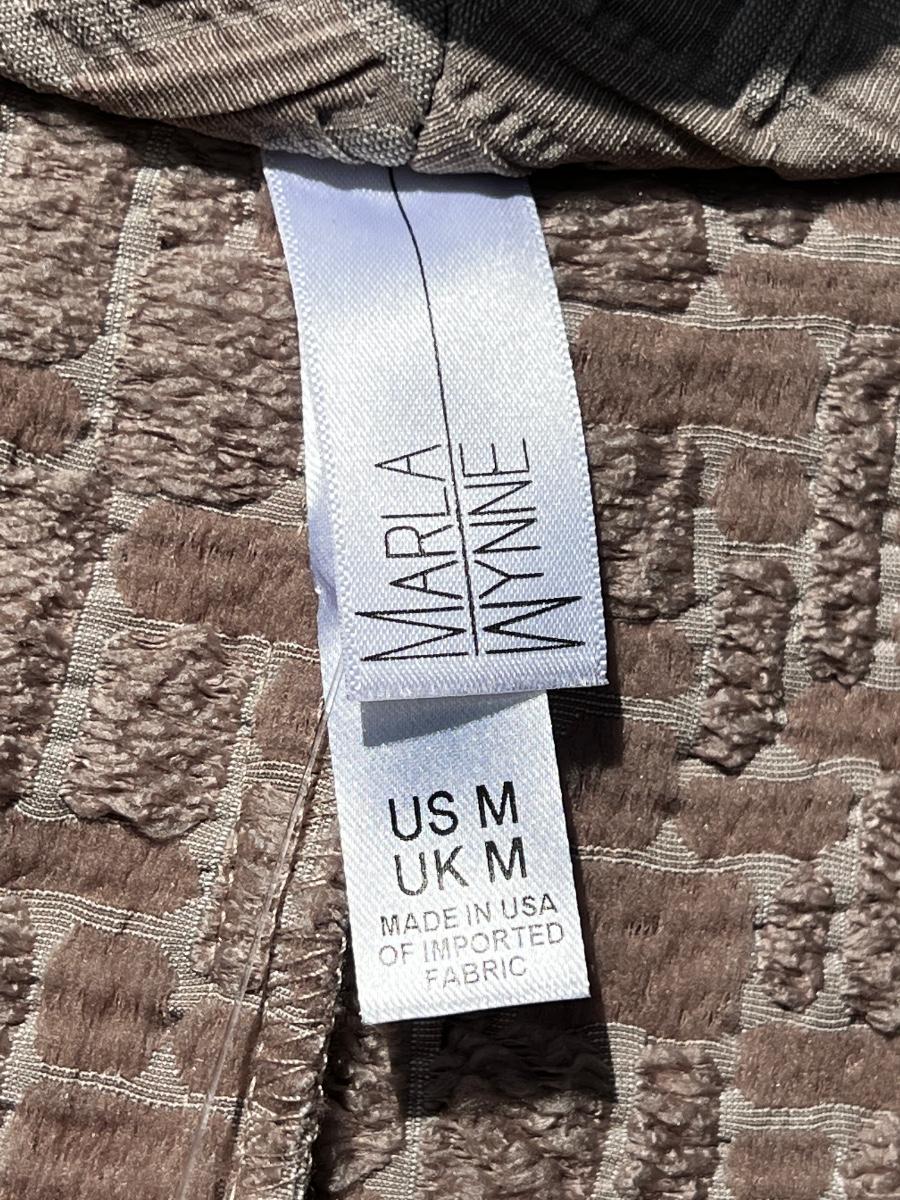 MARLA
WYNNE
US M
UK M
MADE IN USA
OF IMPORTED
FABRIC